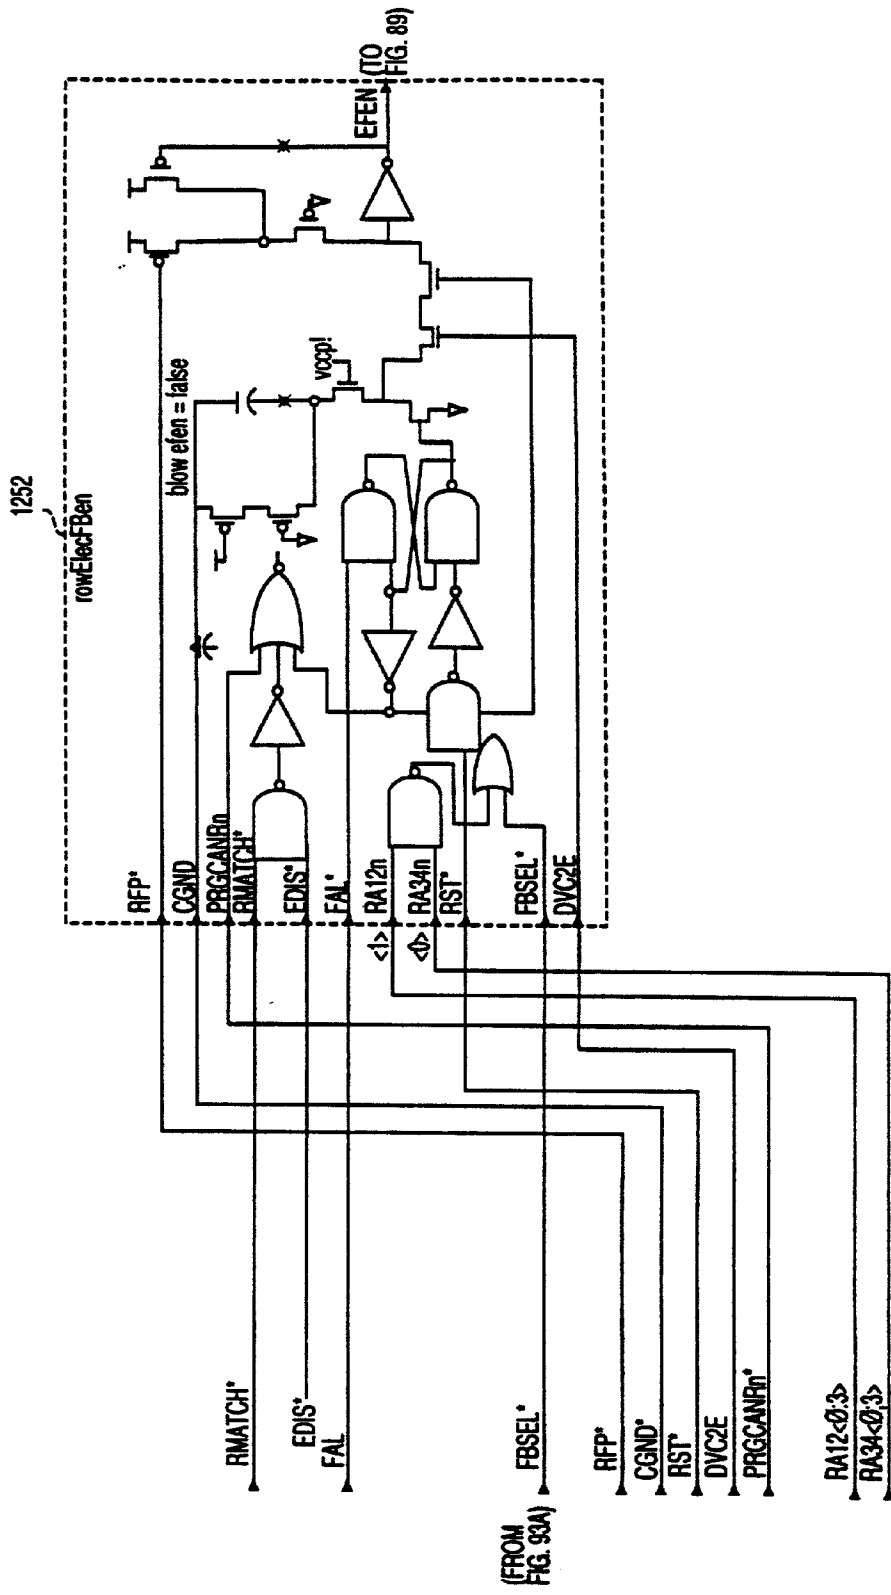 1252
rowElecFBen
RFP*
CGND
PRGCANRn
RMATCH*
EDIS*
FAL*
<1> RA12n
<0> RA34n
RST*
FBSEL*
DVC2E
blow efen = false
vccp!
EFEN
(TO
FIG. 89)
RMATCH*
EDIS*
FAL
FBSEL*
(FROM
FIG. 93A)
RFP*
CGND*
RST*
DVC2E
PRGCANRn*
RA12<Ø:3>
RA34<Ø;3>